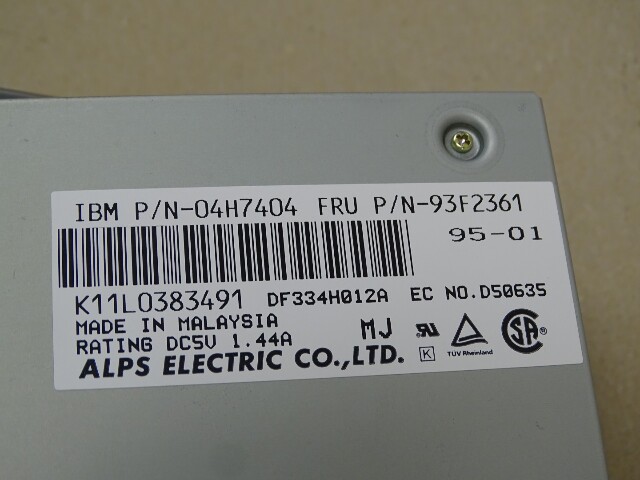 IBM P/N-04H7404 FRU P/N-93F2361
95-01
K11L0383491 DF334H012A EC NO.D50635
MADE IN MALAYSIA
RATING DC5V 1.44A MJ
ALPS ELECTRIC CO.,LTD. K TÜV Rheinland SA